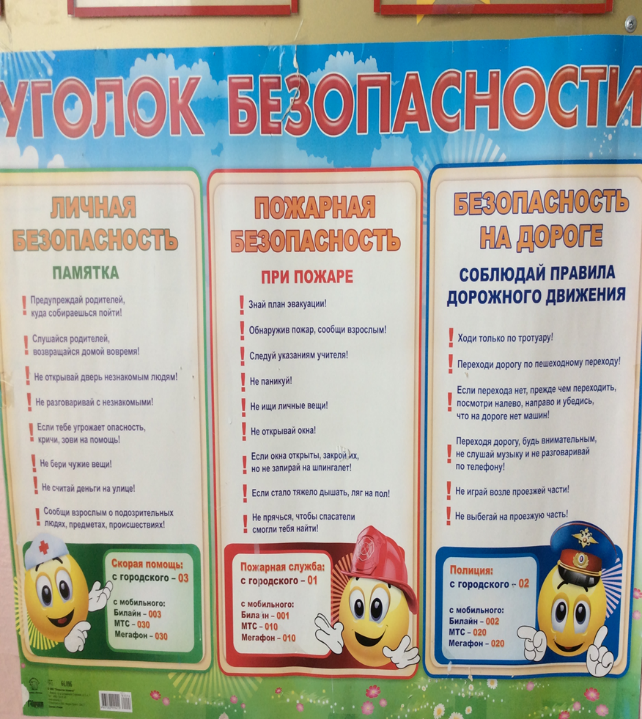 УГОЛОК БЕЗОПАСНОСТИ
ЛИЧНАЯ
БЕЗОПАСНОСТЬ
ПАМЯТКА
! Предупреждай родителей,
куда собираешься пойти!
! Слушайся родителей,
возвращайся домой вовремя!
! Не открывай дверь незнакомым людям!
! Не разговаривай с незнакомыми!
! Если тебе угрожает опасность,
кричи, зови на помощь!
! Не бери чужие вещи!
! Не считай деньги на улице!
! Сообщи взрослым о подозрительных
людях, предметах, происшествиях!
Скорая помощь:
с городского - 03
с мобильного:
Билайн - 003
МТС - 030
Мегафон - 030
ПОЖАРНАЯ
БЕЗОПАСНОСТЬ
ПРИ ПОЖАРЕ
! Знай план эвакуации!
! Обнаружив пожар, сообщи взрослым!
! Следуй указаниям учителя!
! Не паникуй!
! Не ищи личные вещи!
! Не открывай окна!
! Если окна открыты, закрой их,
но не запирай на шпингалет!
! Если стало тяжело дышать, ляг на пол!
! Не прячься, чтобы спасатели
смогли тебя найти!
Пожарная служба:
с городского - 01
с мобильного:
Билайн - 001
МТС - 010
Мегафон - 010
БЕЗОПАСНОСТЬ
НА ДОРОГЕ
СОБЛЮДАЙ ПРАВИЛА
ДОРОЖНОГО ДВИЖЕНИЯ
! Ходи только по тротуару!
! Переходи дорогу по пешеходному переходу!
! Если перехода нет, прежде чем переходить,
посмотри налево, направо и убедись,
что на дороге нет машин!
! Переходя дорогу, будь внимательным,
не слушай музыку и не разговаривай
по телефону!
! Не играй возле проезжей части!
! Не выбегай на проезжую часть!
Полиция:
с городского - 02
с мобильного:
Билайн - 002
МТС - 020
Мегафон - 020